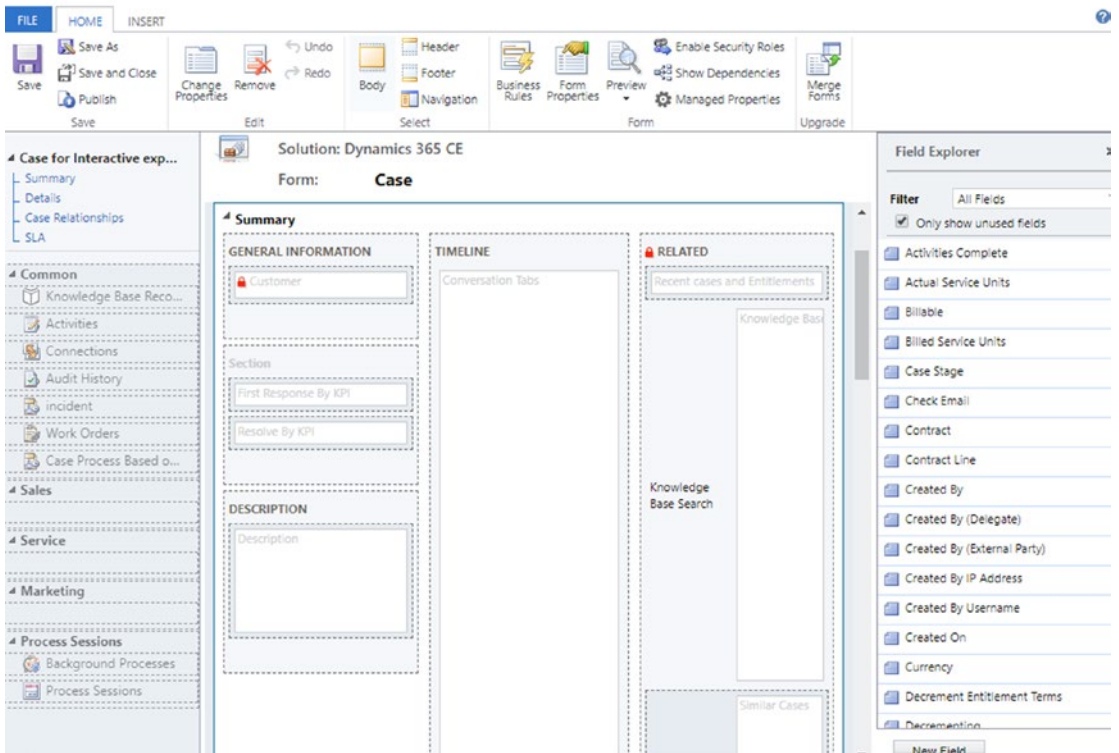 FILE
HOME
INSERT
Save
Save As
Save and Close
Publish
Save
Change Properties
Remove
Undo
Redo
Edit
Body
Header
Footer
Navigation
Select
Business Rules
Form Properties
Preview
Enable Security Roles
Show Dependencies
Managed Properties
Form
Merge Forms
Upgrade
Case for Interactive exp...
Summary
Details
Case Relationships
SLA
Common
Knowledge Base Reco...
Activities
Connections
Audit History
incident
Work Orders
Case Process Based o...
Sales
Service
Marketing
Process Sessions
Background Processes
Process Sessions
Solution: Dynamics 365 CE
Form: Case
Summary
GENERAL INFORMATION
Customer
Section
First Response By KPI
Resolve By KPI
DESCRIPTION
Description
TIMELINE
Conversation Tabs
RELATED
Recent cases and Entitlements
Knowledge Bas
Knowledge
Base Search
Similar Cases
Field Explorer
Filter
All Fields
Only show unused fields
Activities Complete
Actual Service Units
Billable
Billed Service Units
Case Stage
Check Email
Contract
Contract Line
Created By
Created By (Delegate)
Created By (External Party)
Created By IP Address
Created By Username
Created On
Currency
Decrement Entitlement Terms
Decrementing
New Field